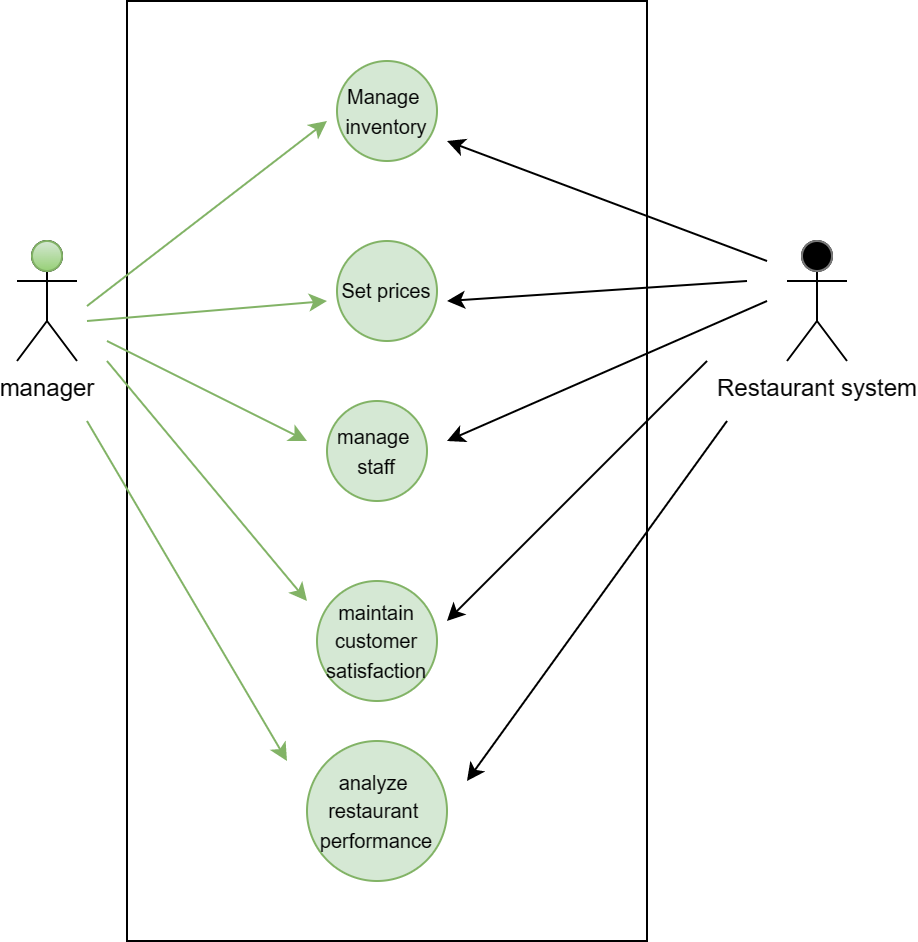 Manage
inventory
Set prices
manager
Restaurant system
manage
staff
maintain
customer
satisfaction
analyze
restaurant
performance